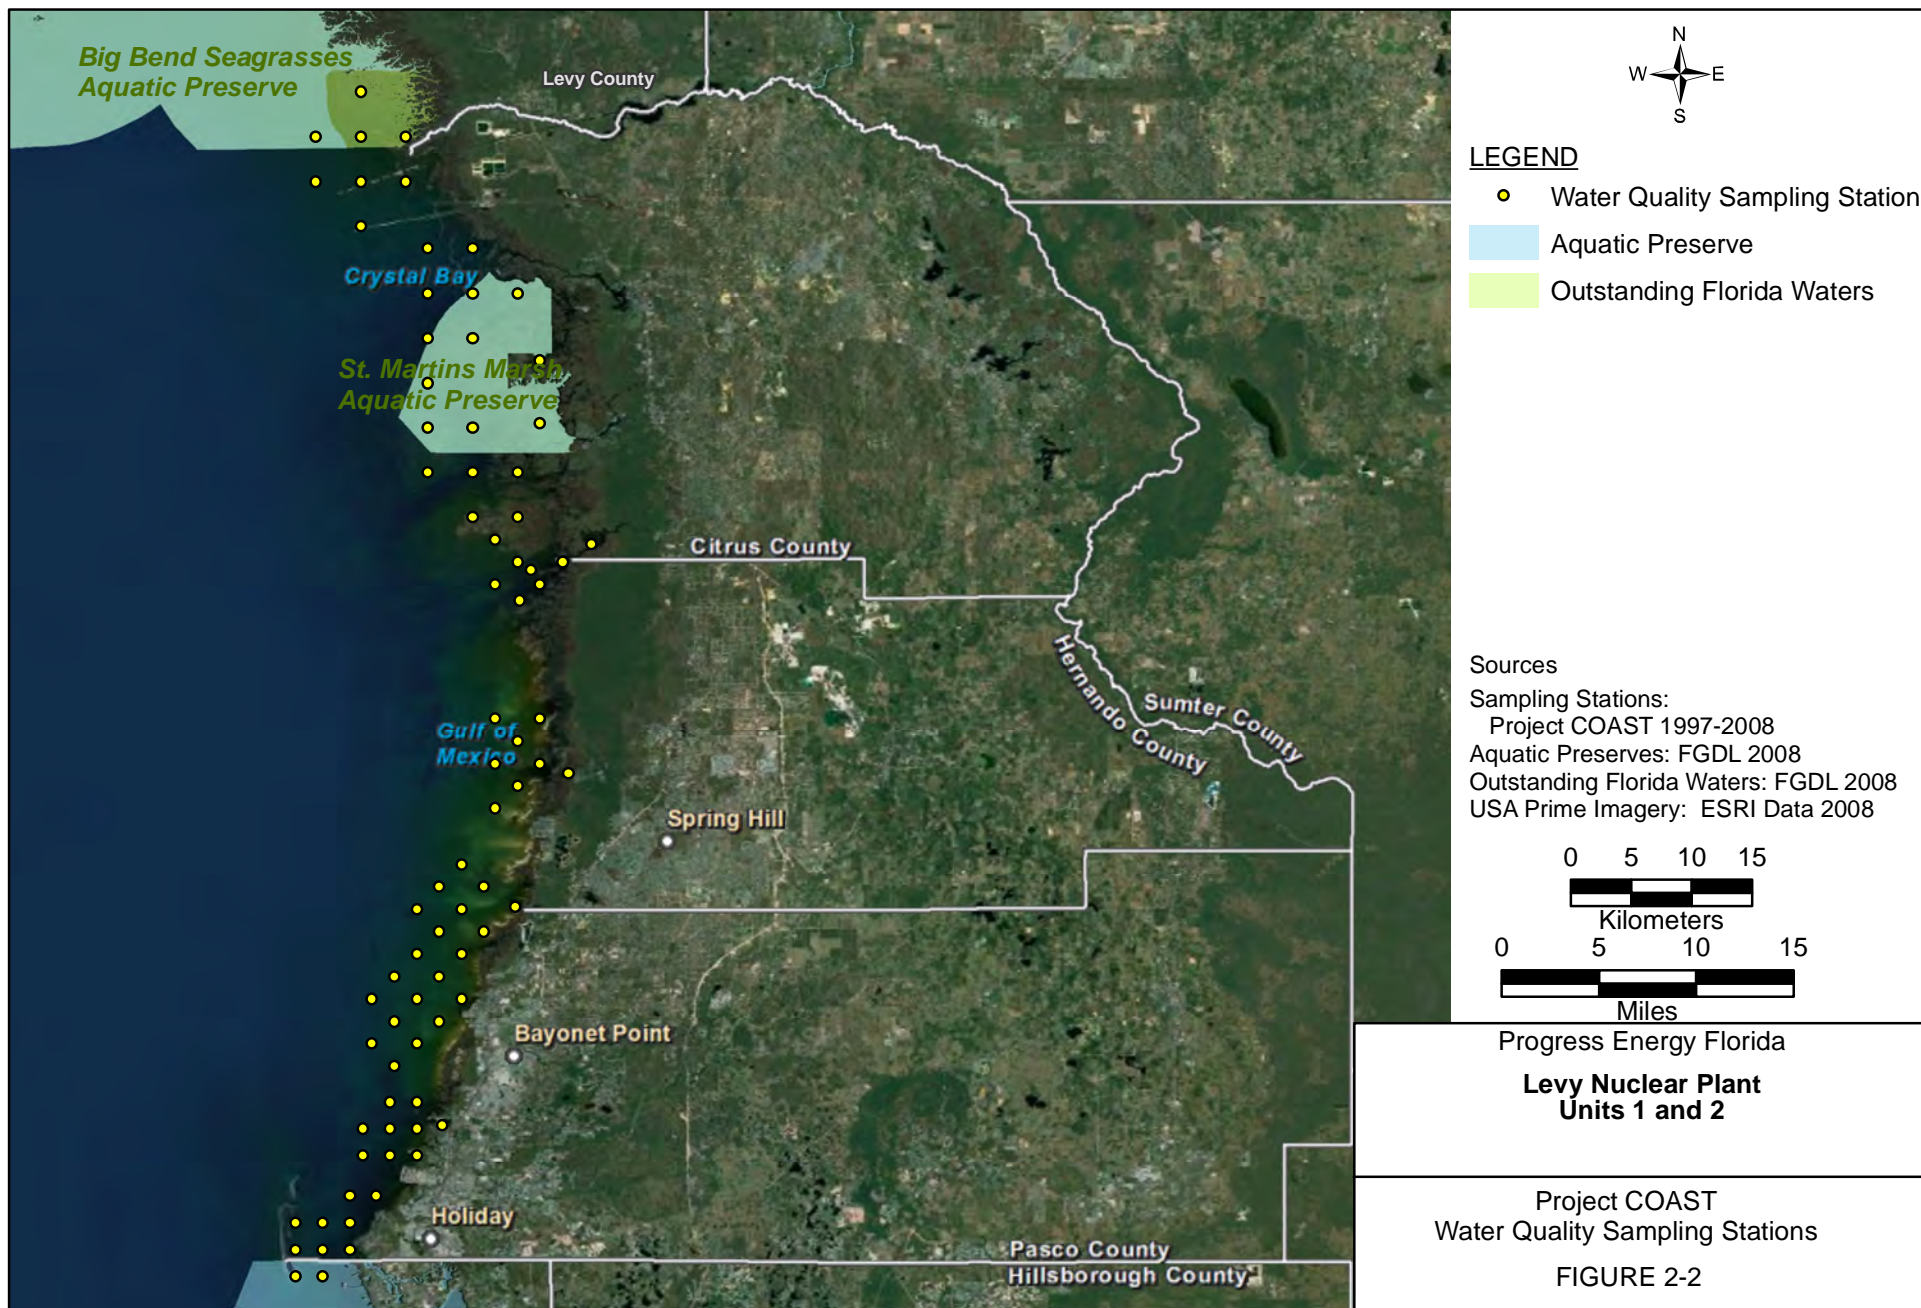 Big Bend Seagrasses
Aquatic Preserve
Levy County
Crystal Bay
St. Martins Marsh
Aquatic Preserve
Citrus County
Hernando County
Sumter County
Gulf of
Mexico
Spring Hill
Bayonet Point
Holiday
Pasco County
Hillsborough County
N
W E
S
LEGEND
Water Quality Sampling Station
Aquatic Preserve
Outstanding Florida Waters
Sources
Sampling Stations:
Project COAST 1997-2008
Aquatic Preserves: FGDL 2008
Outstanding Florida Waters: FGDL 2008
USA Prime Imagery: ESRI Data 2008
0 5 10 15
Kilometers
0 5 10 15
Miles
Progress Energy Florida
Levy Nuclear Plant
Units 1 and 2
Project COAST
Water Quality Sampling Stations
FIGURE 2-2